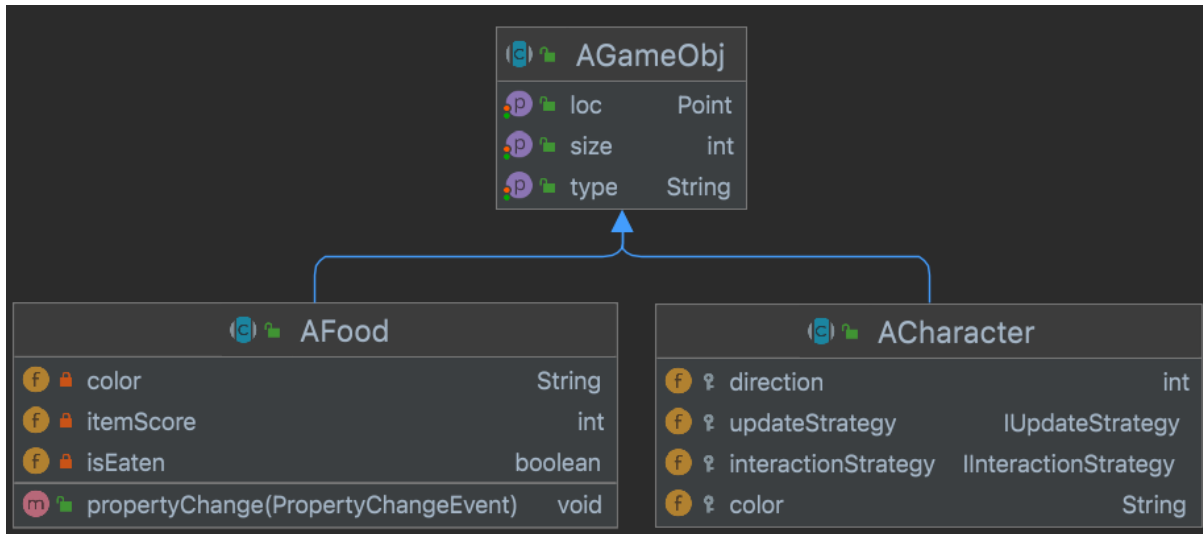 AGameObj
loc Point
size int
type String
AFood
color String
itemScore int
isEaten boolean
propertyChange(PropertyChangeEvent) void
ACharacter
direction int
updateStrategy IUpdateStrategy
interactionStrategy IInteractionStrategy
color String